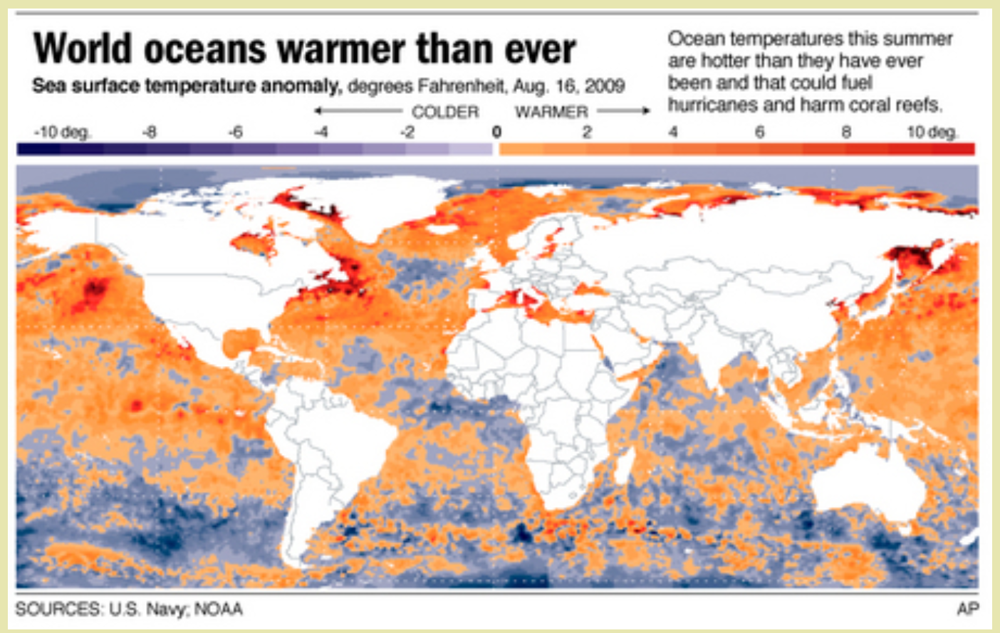 World oceans warmer than ever
Sea surface temperature anomaly, degrees Fahrenheit, Aug. 16, 2009
Ocean temperatures this summer
are hotter than they have ever
been and that could fuel
hurricanes and harm coral reefs.
COLDER WARMER
-10 deg. -8 -6 -4 -2 0 2 4 6 8 10 deg.
SOURCES: U.S. Navy; NOAA
AP